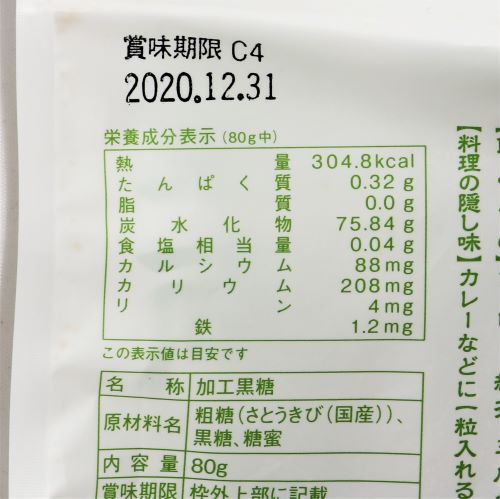 賞味期限 C4
2020.12.31
栄養成分表示(80g中)
熱量 304.8kcal
たんぱく質 0.32g
脂質 0.0g
炭水化物 75.84g
食塩相当量 0.04g
カルシウム 88mg
カリウム 208mg
リン 4mg
鉄 1.2mg
この表示値は目安です
名称 加工黒糖
原材料名 粗糖(さとうきび(国産))、
黒糖、糖蜜
内容量 80g
賞味期限 枠外上部に記載
【料理の隠し味】カレーなどに一粒入れる